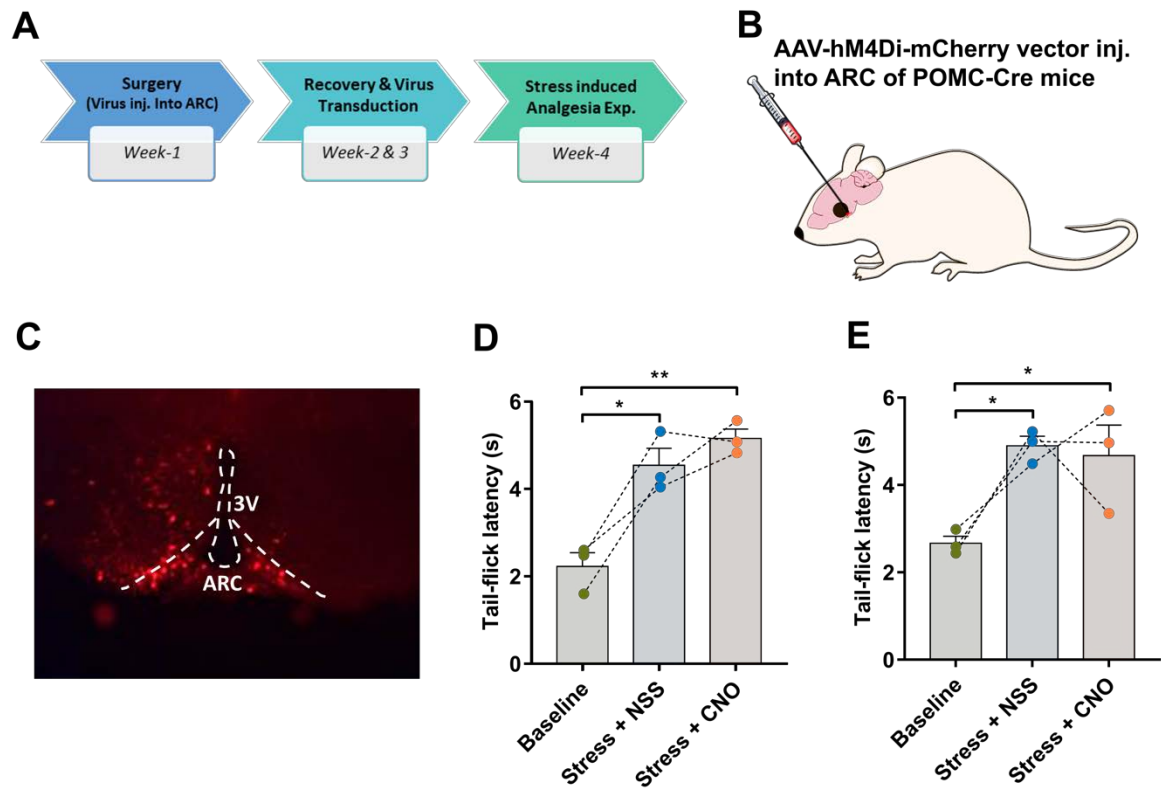 A
Surgery
(Virus inj. Into ARC)
Week-1
Recovery & Virus
Transduction
Week-2 & 3
Stress induced
Analgesia Exp.
Week-4
B
AAV-hM4Di-mCherry vector inj.
into ARC of POMC-Cre mice
C
3V
ARC
D
**
*
Tail-flick latency (s)
6
4
2
0
Baseline
Stress + NSS
Stress + CNO
E
*
*
Tail-flick latency (s)
6
4
2
0
Baseline
Stress + NSS
Stress + CNO